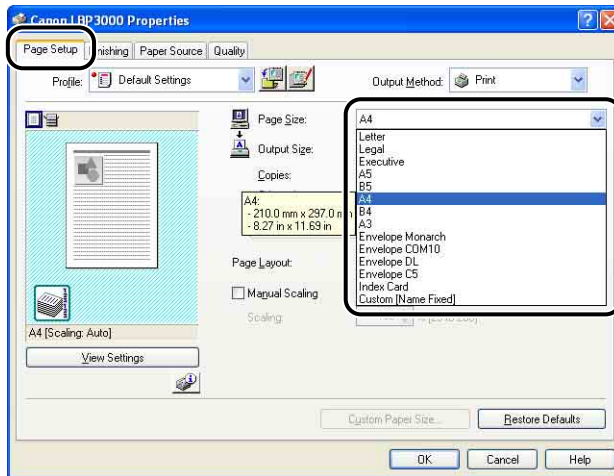 Canon LBP3000 Properties
Page Setup Finishing Paper Source Quality
Profile: Default Settings Output Method: Print
Page Size: A4
Output Size:
Copies:
Letter
Legal
Executive
A5
B5
A4
B4
A3
Envelope Monarch
Envelope COM10
Envelope DL
Envelope C5
Index Card
Custom [Name Fixed]
A4:
- 210.0 mm x 297.0 m
- 8.27 in x 11.69 in
Page Layout:
Manual Scaling
Scaling:
A4 [Scaling: Auto]
View Settings
Custom Paper Size... Restore Defaults
OK Cancel Help